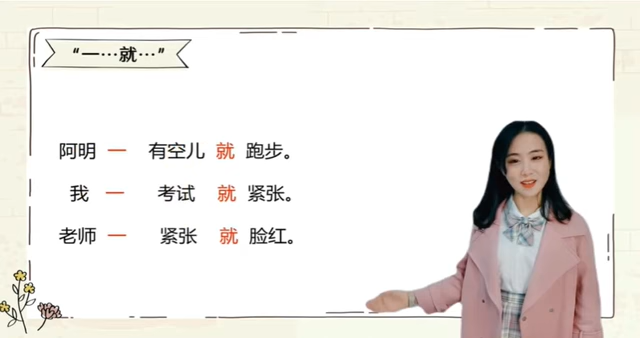 “一…就…”
阿明 一 有空儿 就 跑步。
我 一 考试 就 紧张。
老师 一 紧张 就 脸红。